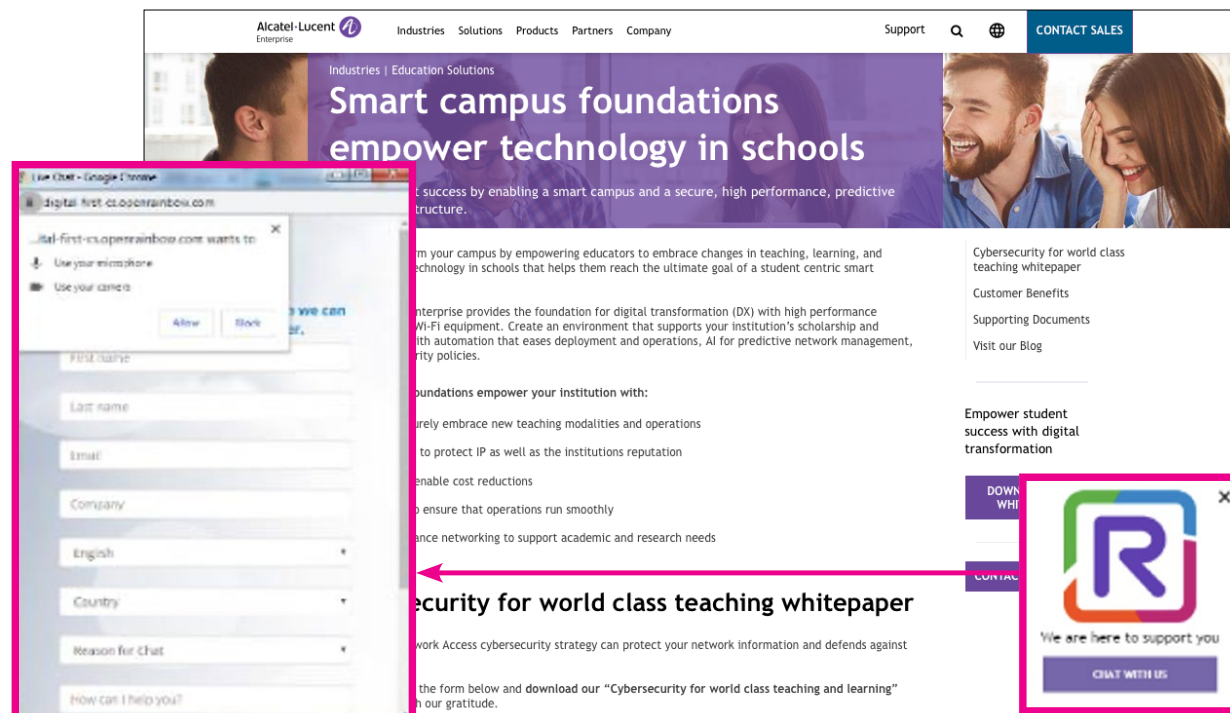 Alcatel·Lucent
Enterprise
Industries Solutions Products Partners Company
Support
CONTACT SALES
Industries | Education Solutions
Smart campus foundations
empower technology in schools
t success by enabling a smart campus and a secure, high performance, predictive
tructure.
Live Chat - Google Chrome
digital-first-cs.openrainbow.com
...ital-first-cs.openrainbow.com wants to
Use your microphone
Use your camera
Allow Block
we can
er.
First name
Last name
Email
Company
English
Country
Reason for Chat
How can I help you?
rm your campus by empowering educators to embrace changes in teaching, learning, and
echnology in schools that helps them reach the ultimate goal of a student centric smart
nterprise provides the foundation for digital transformation (DX) with high performance
Wi-Fi equipment. Create an environment that supports your institution's scholarship and
ith automation that eases deployment and operations, AI for predictive network management,
rity policies.
oundations empower your institution with:
urely embrace new teaching modalities and operations
to protect IP as well as the institutions reputation
enable cost reductions
o ensure that operations run smoothly
ance networking to support academic and research needs
ecurity for world class teaching whitepaper
work Access cybersecurity strategy can protect your network information and defends against
the form below and download our “Cybersecurity for world class teaching and learning”
h our gratitude.
Cybersecurity for world class
teaching whitepaper
Customer Benefits
Supporting Documents
Visit our Blog
Empower student
success with digital
transformation
DOWN
WHI
CONTAC
R
We are here to support you
CHAT WITH US